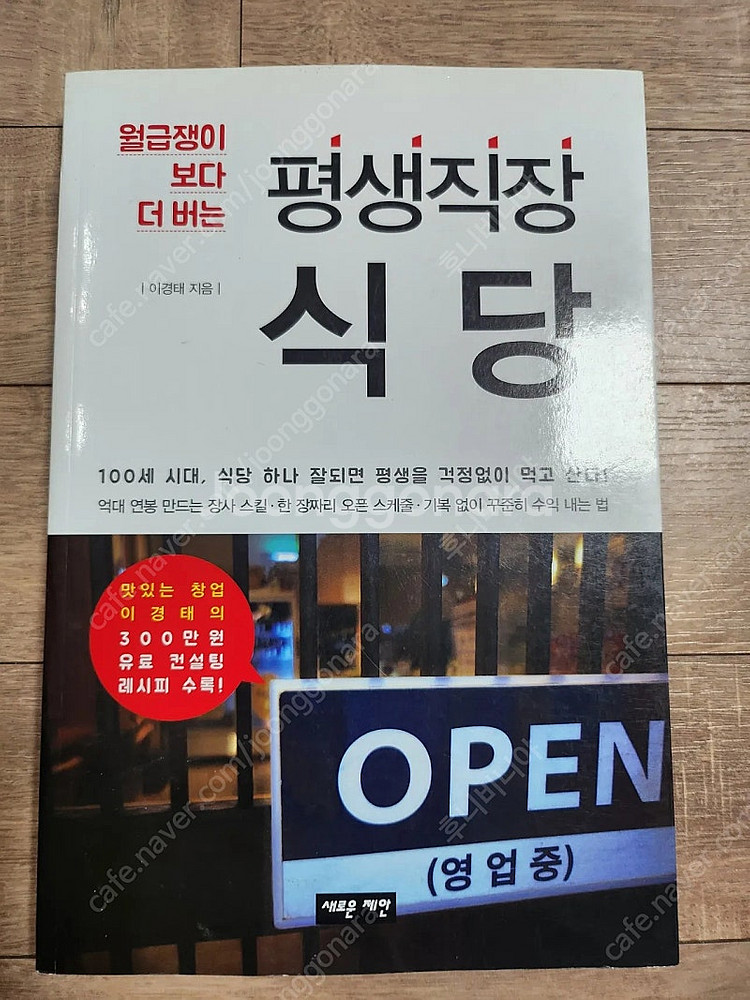 월급쟁이
보다
더 버는
평생직장
식당
| 이경태 지음 |
100세 시대, 식당 하나 잘되면 평생을 걱정없이 먹고 산다!
억대 연봉 만드는 장사 스킬·한 장짜리 오픈 스케줄·기복 없이 꾸준히 수익 내는 법
맛있는 창업
이경태의
300만원
유료 컨설팅
레시피 수록!
OPEN
(영업중)
새로운 제안
cafe.naver.com/joonggonara